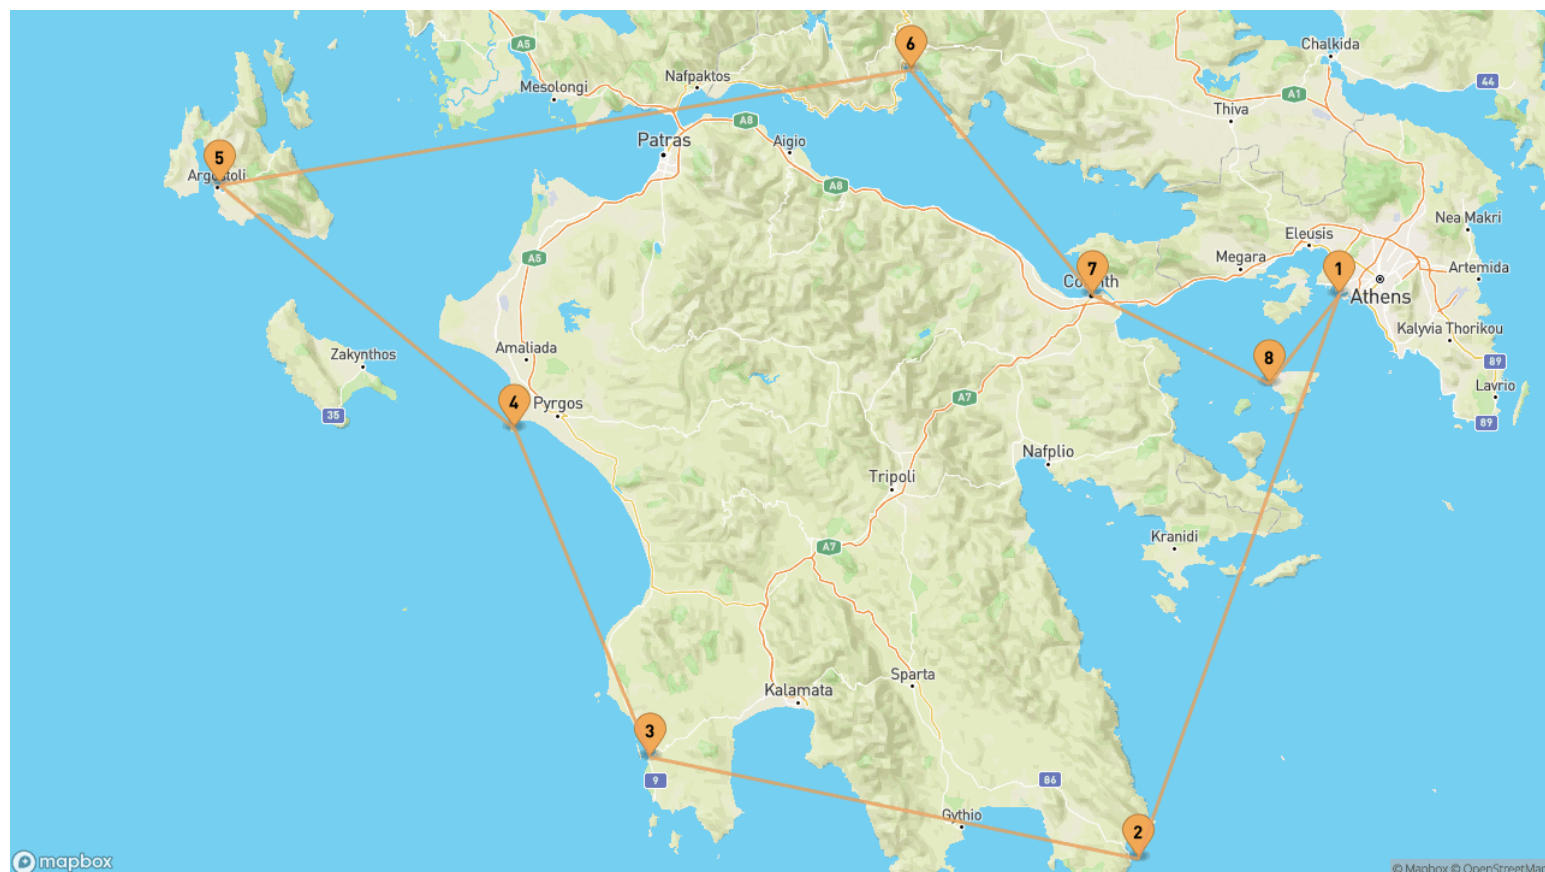 6
A5
Chalkida
Nafpaktos
44
Mesolongi
A1
Thiva
A8
Patras
Aigio
5
Argostoli
A8
Nea Makri
Eleusis
A5
Megara
Artemida
7
1
Corinth
Athens
Kalyvia Thorikou
Amaliada
Zakynthos
8
89
Lavrio
4
Pyrgos
A7
35
89
Nafplio
Tripoli
Kranidi
A7
Sparta
Kalamata
3
9
86
Gythio
2
mapbox
© Mapbox © OpenStreetMap